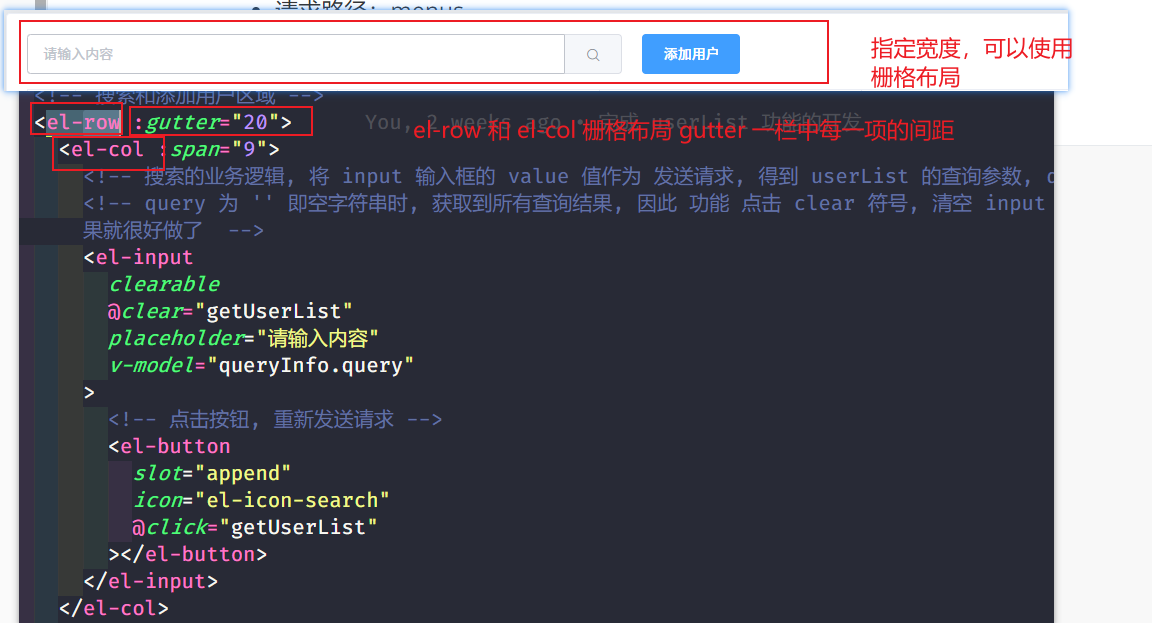 请求路径：menus
请输入内容
添加用户
指定宽度，可以使用
栅格布局
<!-- 搜索和添加用户区域 -->
<el-row :gutter="20">
You, 2 weeks ago • 完成 userList 功能的开发
el-row 和 el-col 栅格布局 gutter 一栏中每一项的间距
<el-col :span="9">
<!-- 搜索的业务逻辑, 将 input 输入框的 value 值作为 发送请求, 得到 userList 的查询参数,
<!-- query 为 '' 即空字符串时, 获取到所有查询结果, 因此 功能 点击 clear 符号, 清空 input
果就很好做了 -->
<el-input
clearable
@clear="getUserList"
placeholder="请输入内容"
v-model="queryInfo.query"
>
<!-- 点击按钮, 重新发送请求 -->
<el-button
slot="append"
icon="el-icon-search"
@click="getUserList"
></el-button>
</el-input>
</el-col>